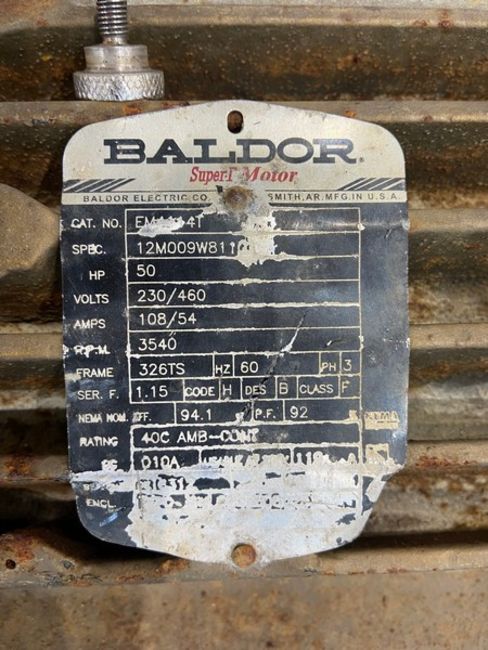 BALDOR
Super-E Motor
BALDOR ELECTRIC CO. SMITH, AR. MFG. IN U.S.A.
CAT. NO.
SPEC. 12M009W811
HP 50
VOLTS 230/460
AMPS 108/54
R.P.M. 3540
FRAME 326TS HZ 60 PH 3
SER. F. 1.15 CODE H DES B CLASS F
NEMA NOM. EFF. 94.1 P.F. 92
RATING 40C AMB-CONT
ENCL.